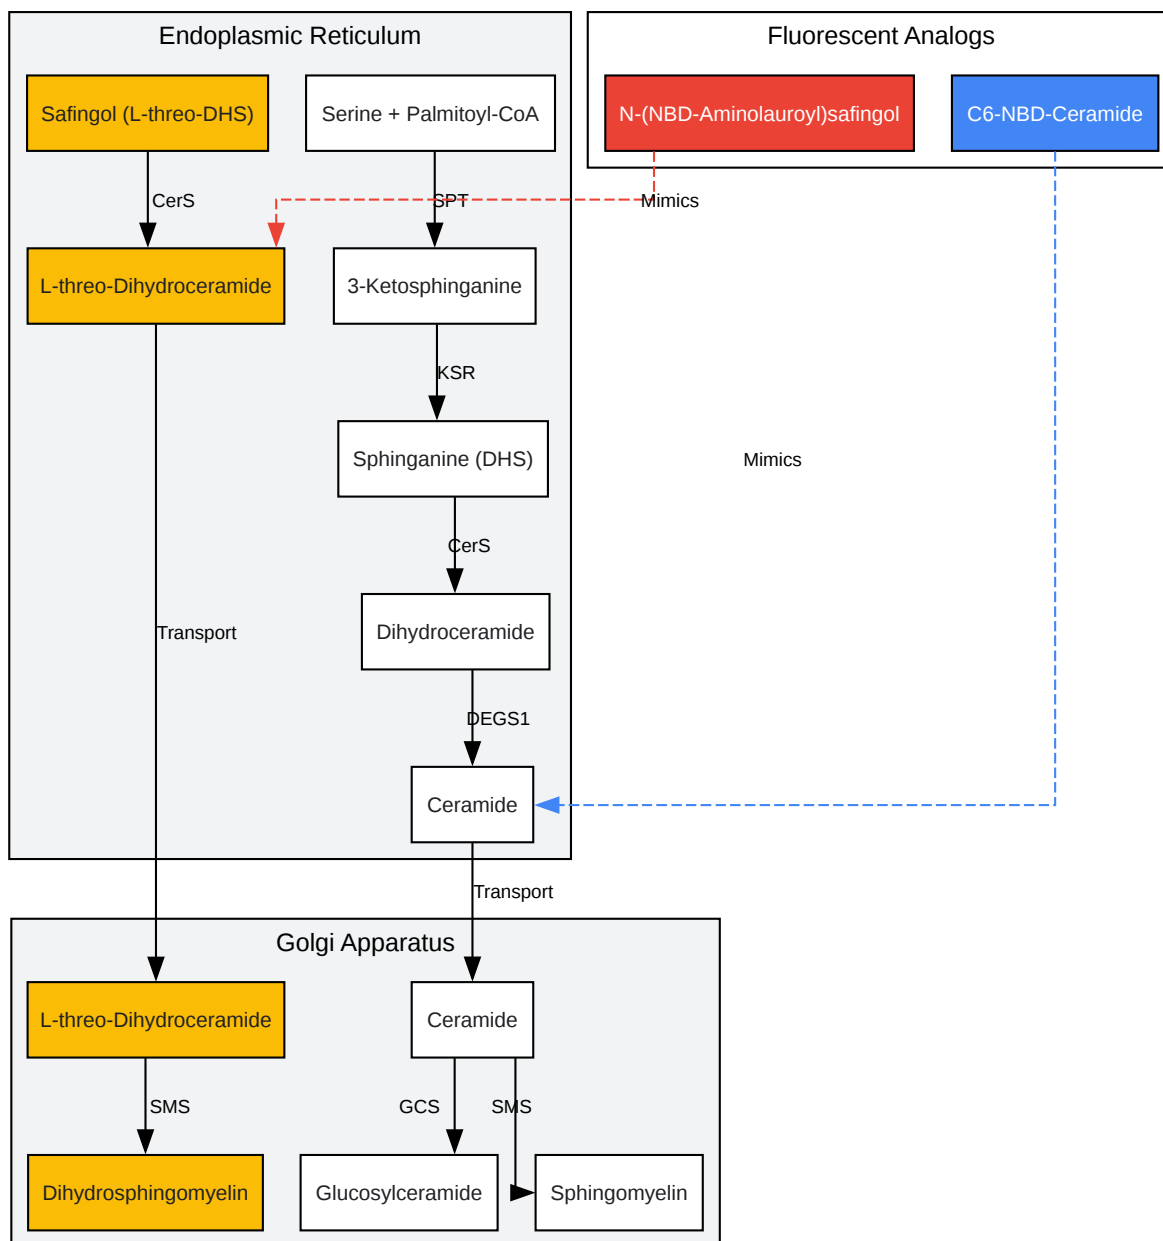 Endoplasmic Reticulum
Fluorescent Analogs
Safingol (L-threo-DHS)
Serine + Palmitoyl-CoA
N-(NBD-Aminolauroyl)safingol
C6-NBD-Ceramide
CerS
SPT
Mimics
L-threo-Dihydroceramide
3-Ketosphinganine
KSR
Sphinganine (DHS)
Mimics
CerS
Dihydroceramide
Transport
DEGS1
Ceramide
Transport
Golgi Apparatus
L-threo-Dihydroceramide
Ceramide
SMS
GCS
SMS
Dihydrosphingomyelin
Glucosylceramide
Sphingomyelin